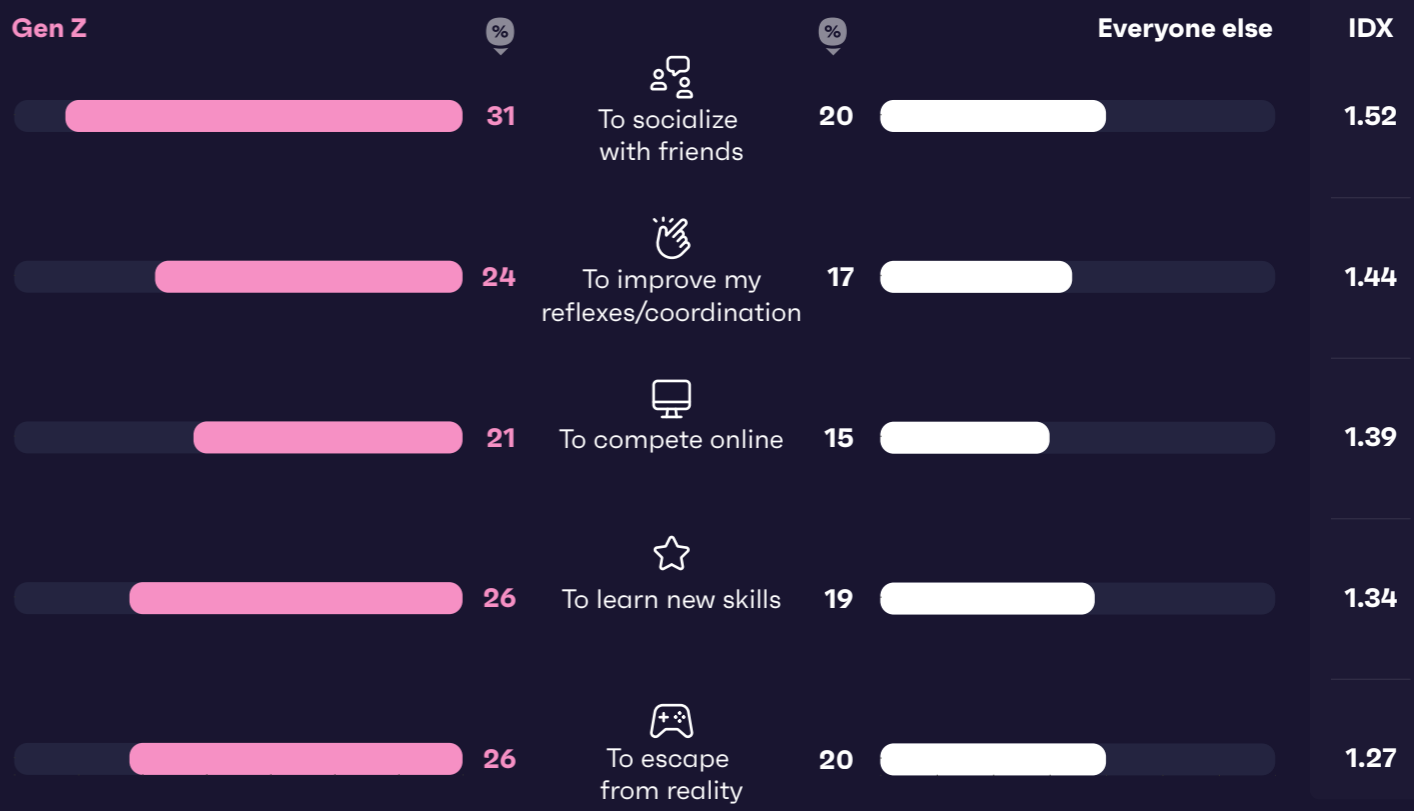 Gen Z
%
%
Everyone else
IDX
31
To socialize
with friends
20
1.52
24
To improve my
reflexes/coordination
17
1.44
21
To compete online
15
1.39
26
To learn new skills
19
1.34
26
To escape
from reality
20
1.27